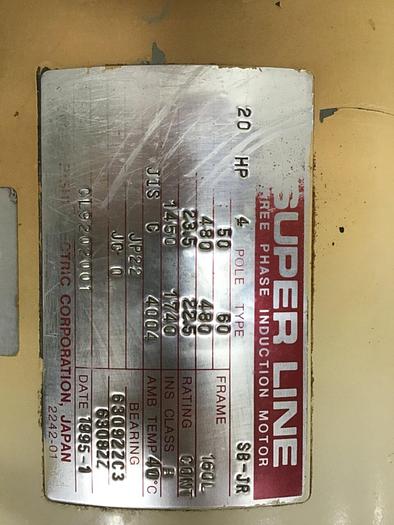 SUPER LINE
REE PHASE INDUCTION MOTOR
20 HP 4 POLE TYPE SB-JR
50 60 FRAME 160L
480 480 RATING CONT
23.5 22.5 INS CLASS B
1450 1740 AMB TEMP 40°C
JIS C 4004
JP22 BEARING
JC 0 6309ZZC3
6308ZZ
DATE 1995-1
CORPORATION, JAPAN
2242-01